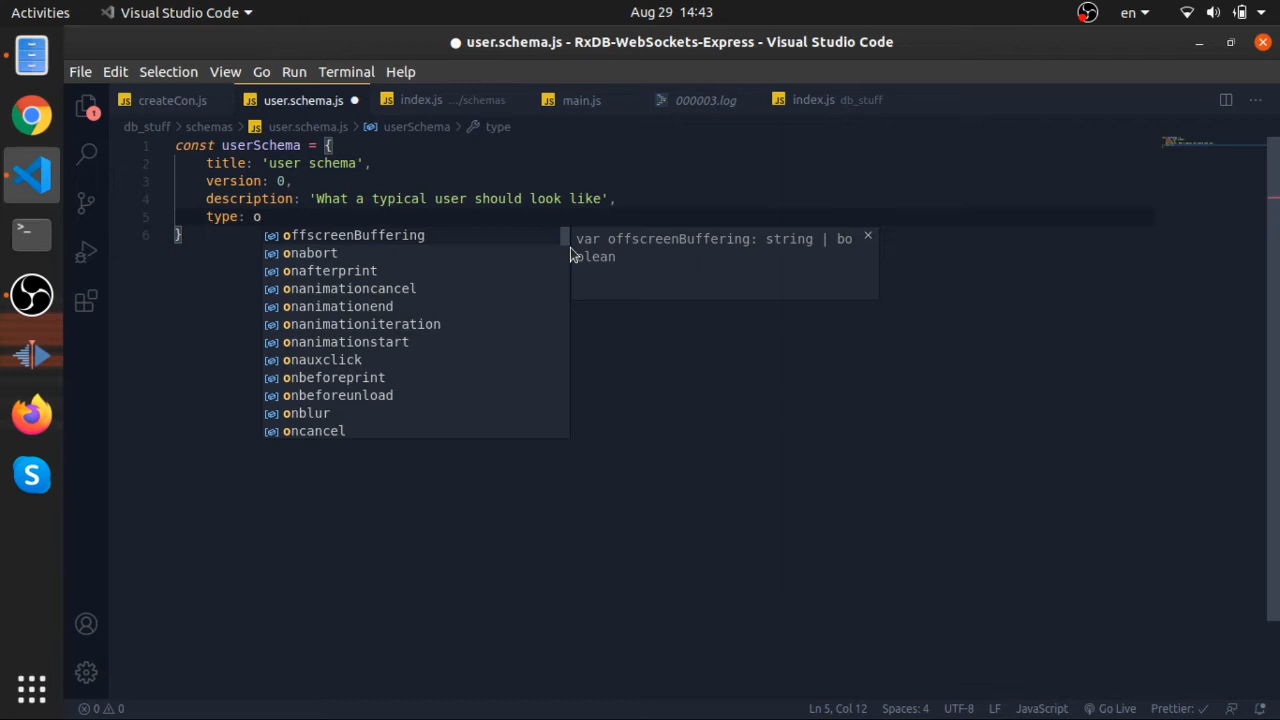 Activities
Visual Studio Code
Aug 29 14:43
en
user.schema.js - RxDB-WebSockets-Express - Visual Studio Code
File Edit Selection View Go Run Terminal Help
createCon.js
user.schema.js
index.js .../schemas
main.js
000003.log
index.js db_stuff
1
db_stuff
schemas
user.schema.js
userSchema
type
1 const userSchema = {
2 title: 'user schema',
3 version: 0,
4 description: 'What a typical user should look like',
5 type: o
6 }
offscreenBuffering
onabort
onafterprint
onanimationcancel
onanimationend
onanimationiteration
onanimationstart
onauxclick
onbeforeprint
onbeforeunload
onblur
oncancel
var offscreenBuffering: string | bo
olean
0 0
Ln 5, Col 12
Spaces: 4
UTF-8
LF
JavaScript
Go Live
Prettier: ✓